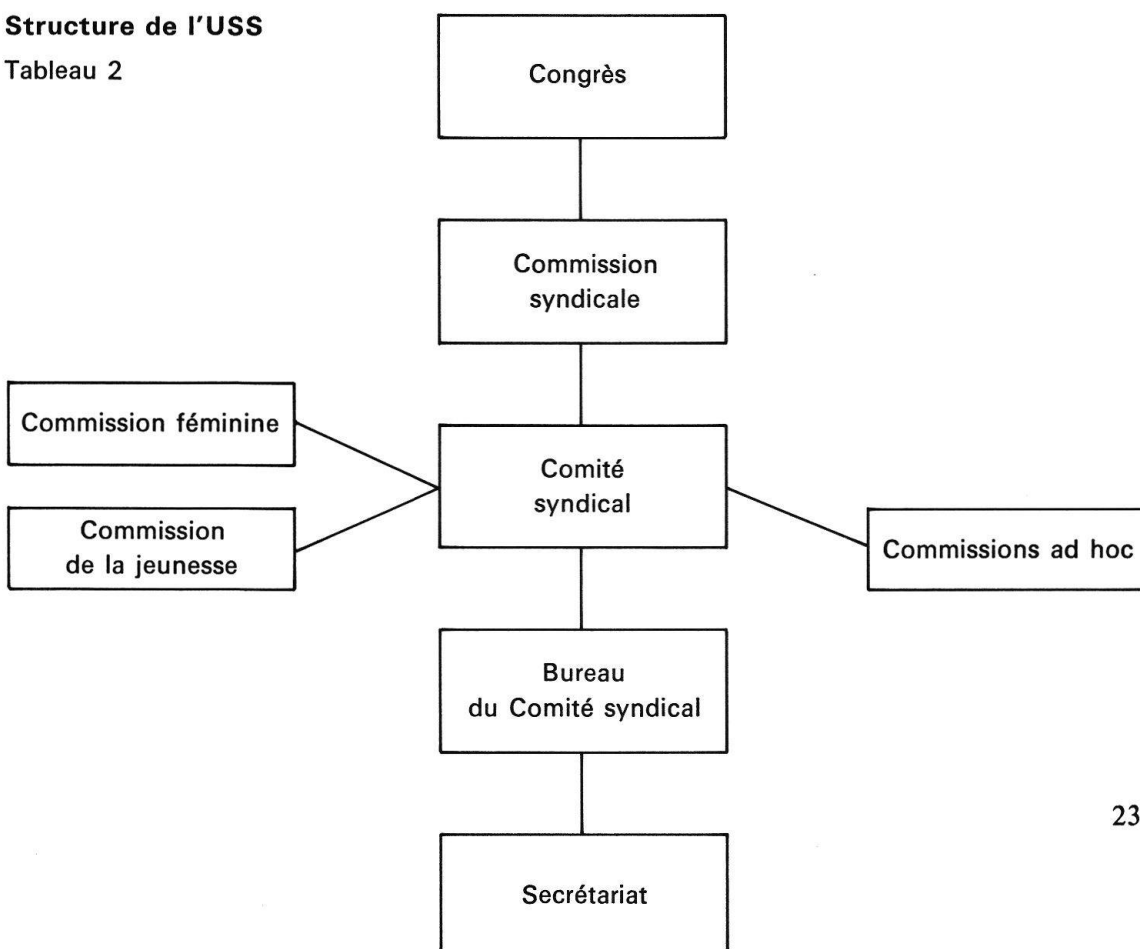 Structure de l'USS
Tableau 2
Congrès
Commission
syndicale
Commission féminine
Commission
de la jeunesse
Comité
syndical
Commissions ad hoc
Bureau
du Comité syndical
23
Secrétariat